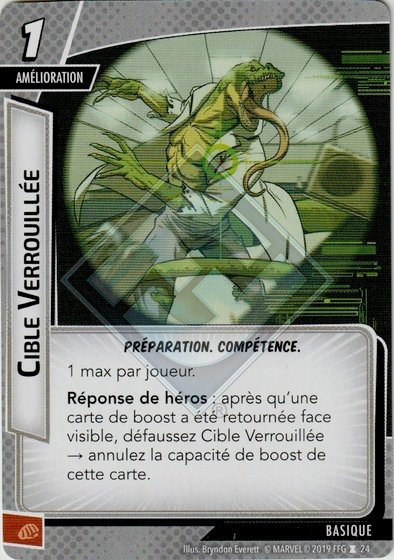 1
AMÉLIORATION
CIBLE VERROUILLÉE
PRÉPARATION. COMPÉTENCE.
1 max par joueur.
Réponse de héros : après qu'une
carte de boost a été retournée face
visible, défaussez Cible Verrouillée
→ annulez la capacité de boost de
cette carte.
BASIQUE
Illus. Bryndon Everett © MARVEL © 2019 FFG 24